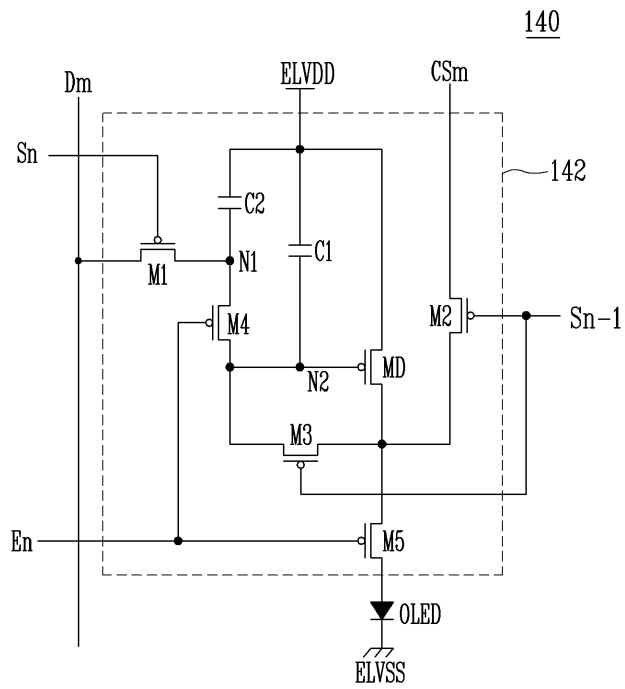 140
ELVDD
CSm
Dm
Sn
142
C2
C1
N1
M1
M4
M2
Sn-1
N2
MD
M3
En
M5
OLED
ELVSS